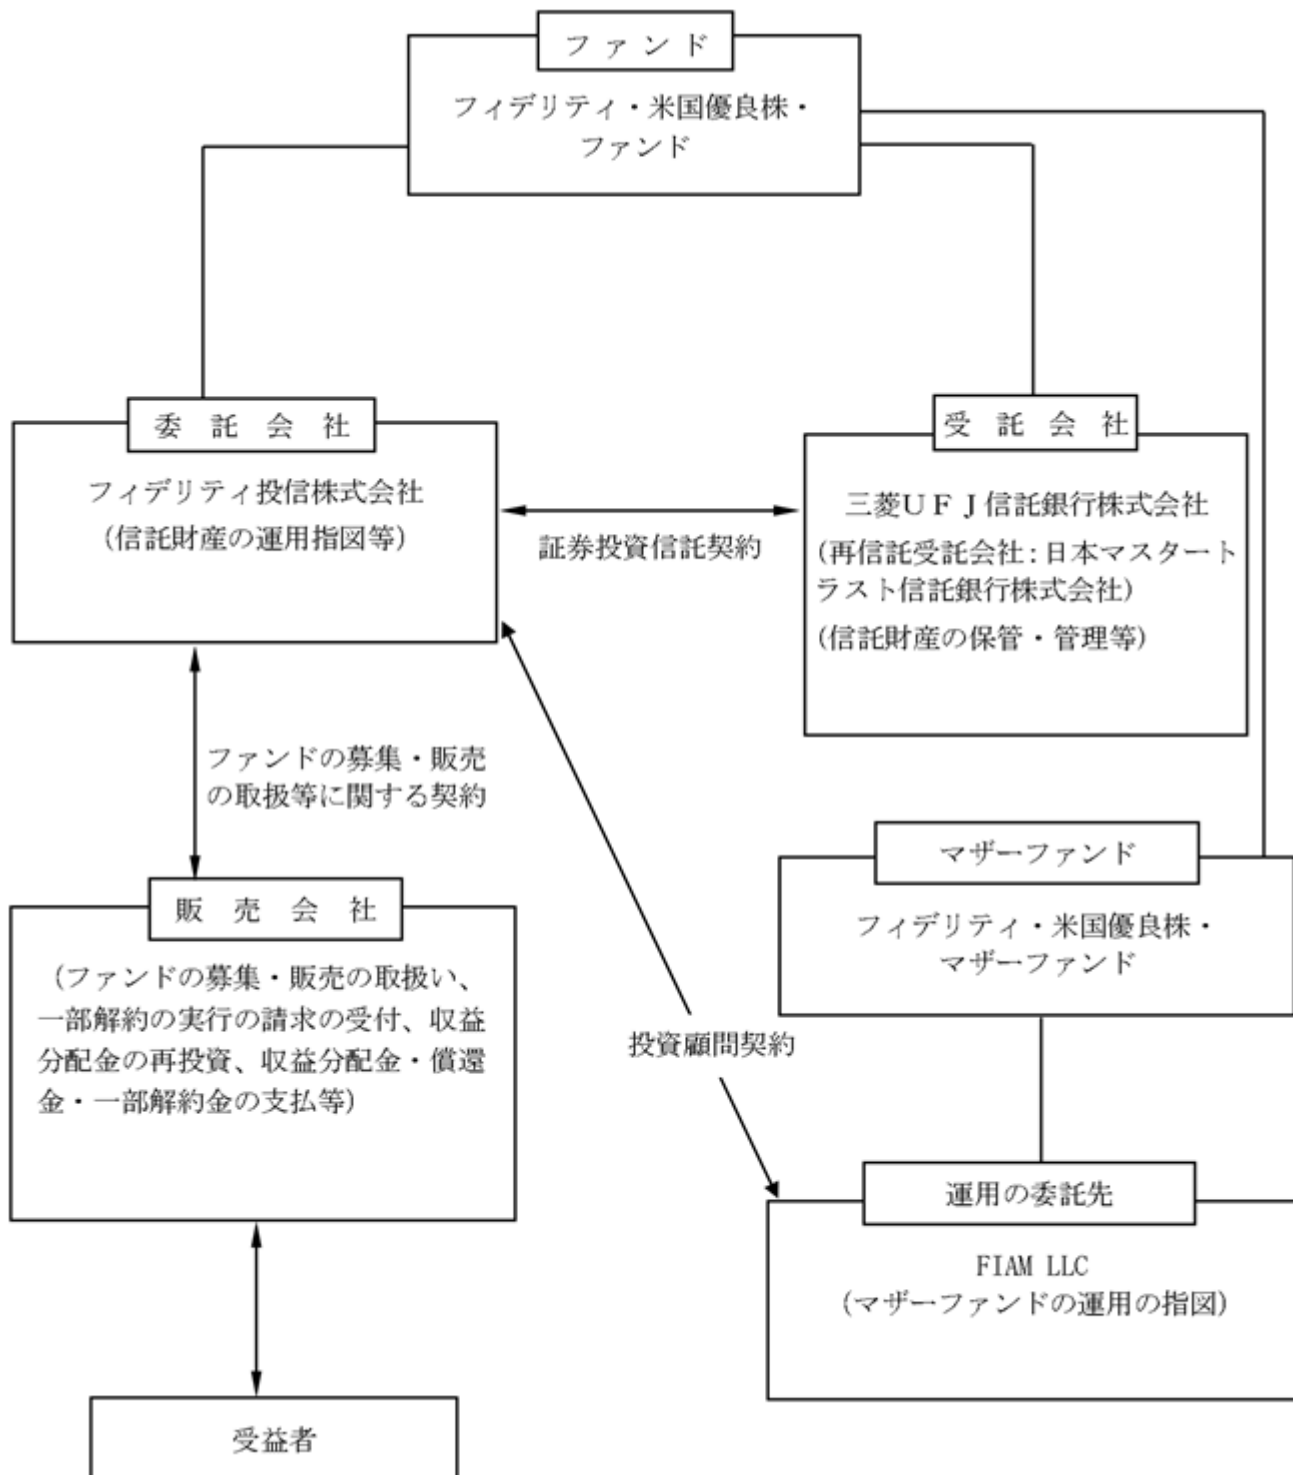 ファンド
フィデリティ・米国優良株・
ファンド
委託会社
フィデリティ投信株式会社
(信託財産の運用指図等)
証券投資信託契約
受託会社
三菱UFJ信託銀行株式会社
(再信託受託会社:日本マスタート
ラスト信託銀行株式会社)
(信託財産の保管・管理等)
ファンドの募集・販売
の取扱等に関する契約
マザーファンド
フィデリティ・米国優良株・
マザーファンド
販売会社
(ファンドの募集・販売の取扱い、
一部解約の実行の請求の受付、収益
分配金の再投資、収益分配金・償還
金・一部解約金の支払等)
投資顧問契約
運用の委託先
FIAM LLC
(マザーファンドの運用の指図)
受益者